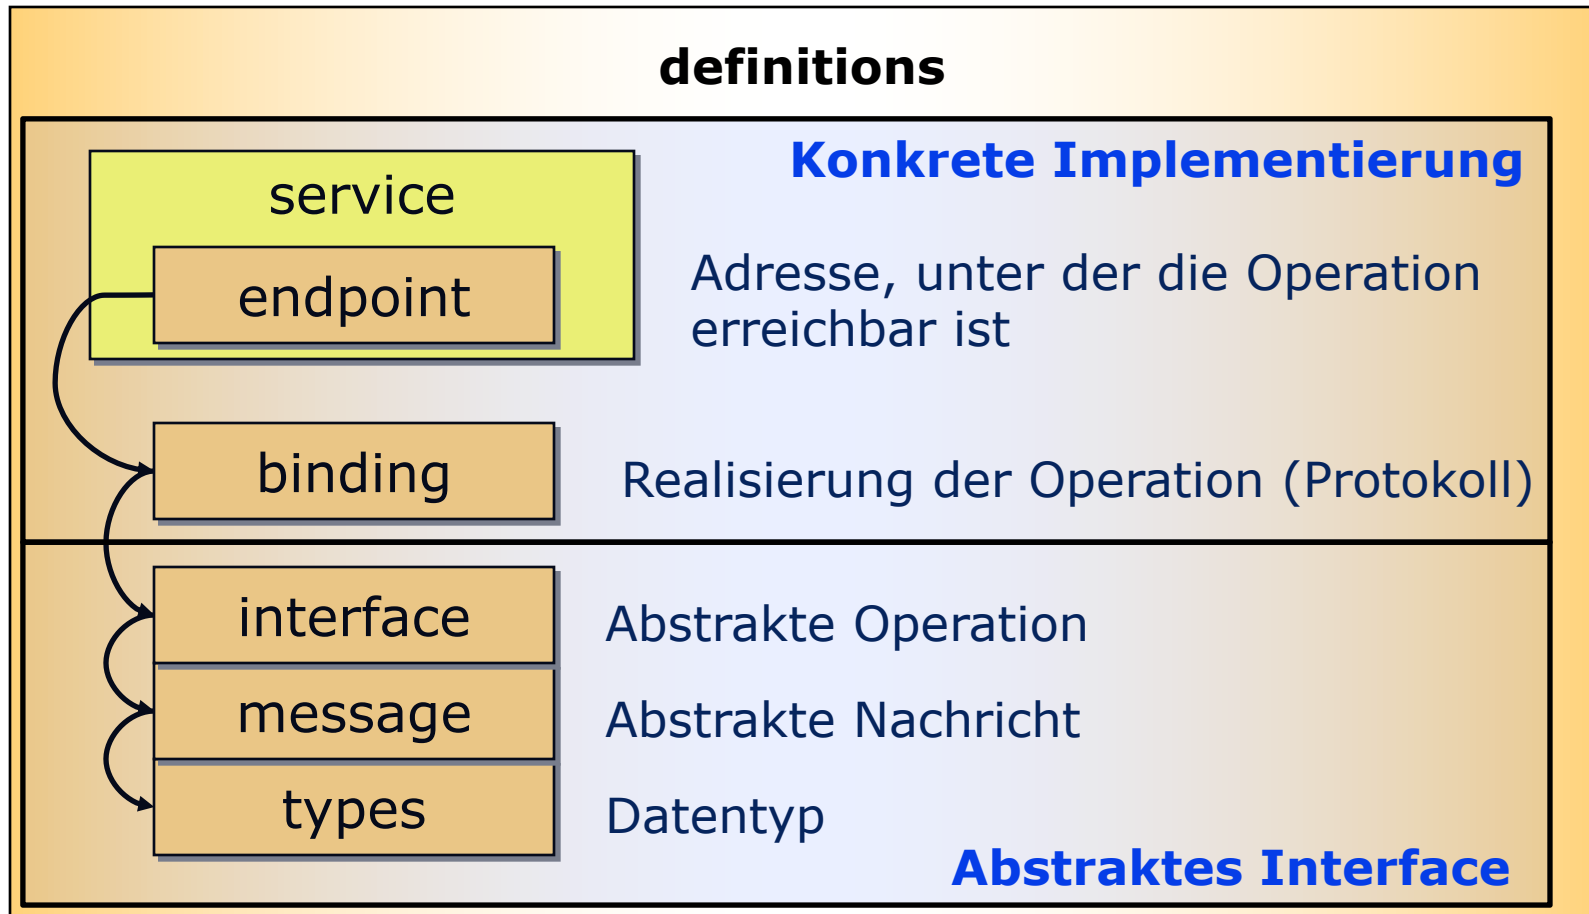 definitions
Konkrete Implementierung
service
endpoint
Adresse, unter der die Operation
erreichbar ist
binding
Realisierung der Operation (Protokoll)
interface
Abstrakte Operation
message
Abstrakte Nachricht
types
Datentyp
Abstraktes Interface